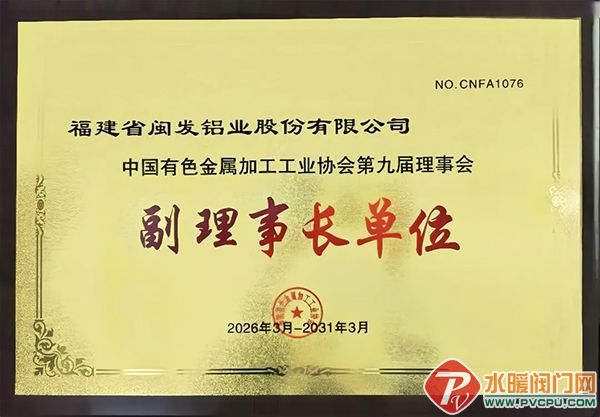 NO.CNFA1076
福建省闽发铝业股份有限公司
中国有色金属加工工业协会第九届理事会
副理事长单位
2026年3月-2031年3月
PV 水暖阀门网
WWW.PVCPU.COM